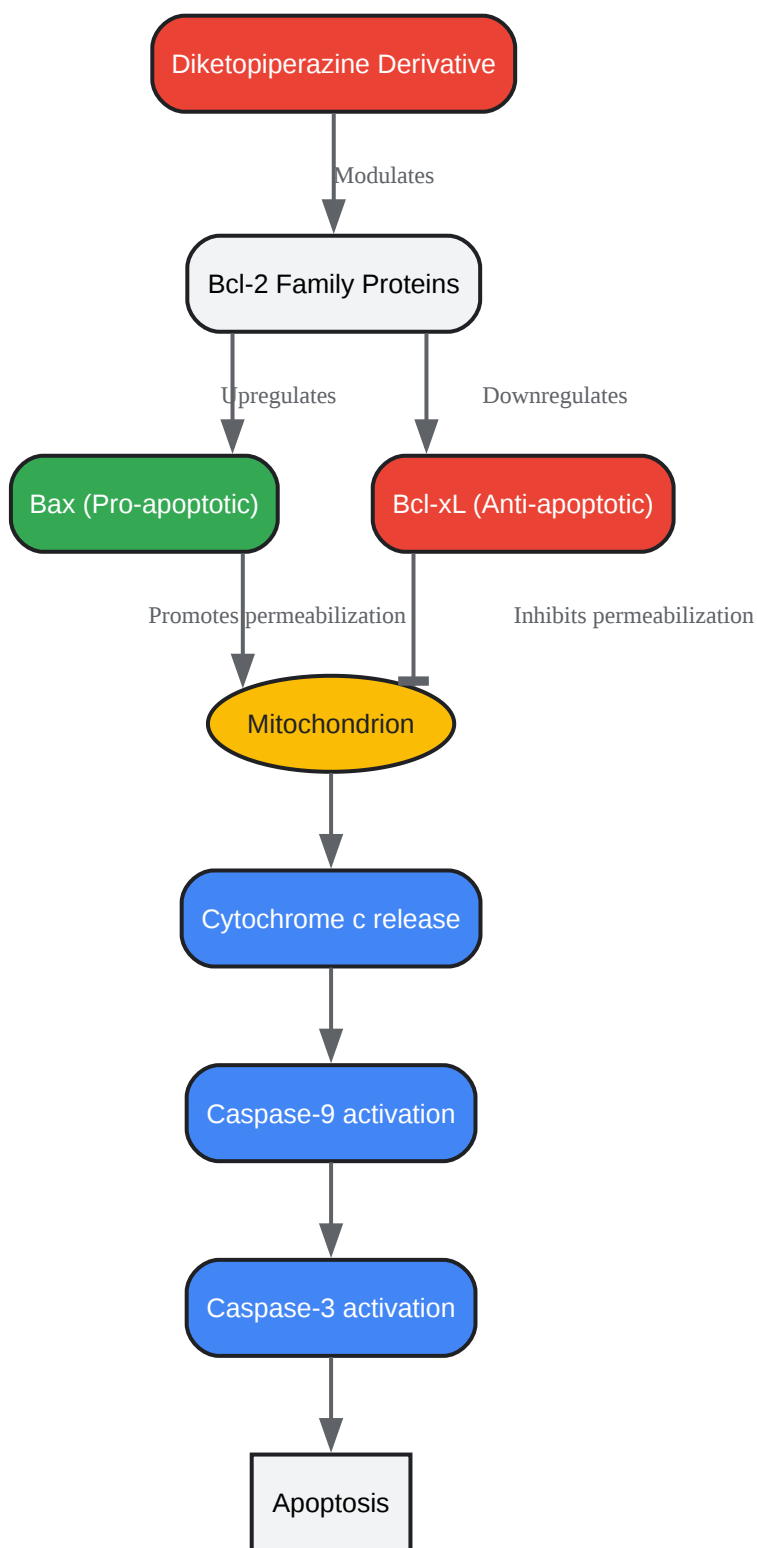 Diketopiperazine Derivative
Modulates
Bcl-2 Family Proteins
Upregulates
Downregulates
Bax (Pro-apoptotic)
Bcl-xL (Anti-apoptotic)
Promotes permeabilization
Inhibits permeabilization
Mitochondrion
Cytochrome c release
Caspase-9 activation
Caspase-3 activation
Apoptosis